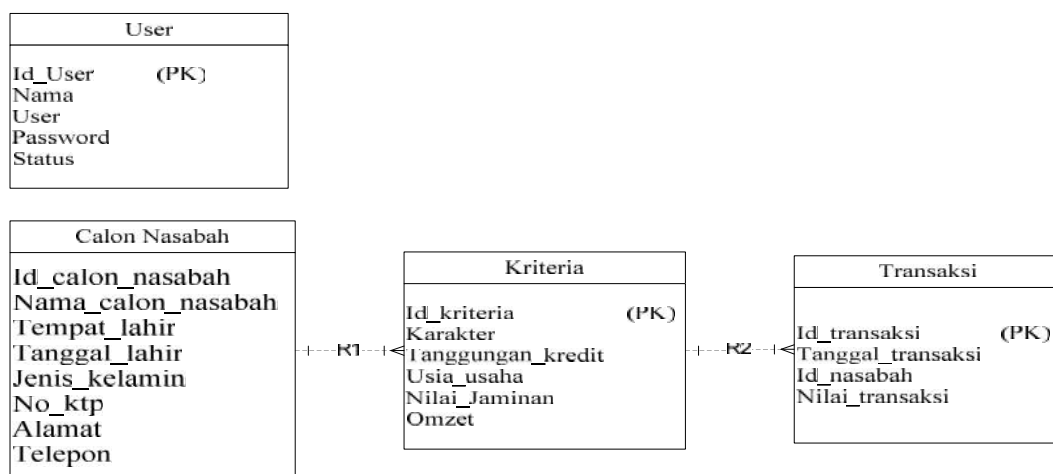 User
Id_User (PK)
Nama
User
Password
Status
Calon Nasabah
Id_calon_nasabah
Nama_calon_nasabah
Tempat_lahir
Tanggal_lahir
Jenis_kelamin
No_ktp
Alamat
Telepon
R1
Kriteria
Id_kriteria (PK)
Karakter
Tanggungan_kredit
Usia_usaha
Nilai_Jaminan
Omzet
R2
Transaksi
Id_transaksi (PK)
Tanggal_transaksi
Id_nasabah
Nilai_transaksi